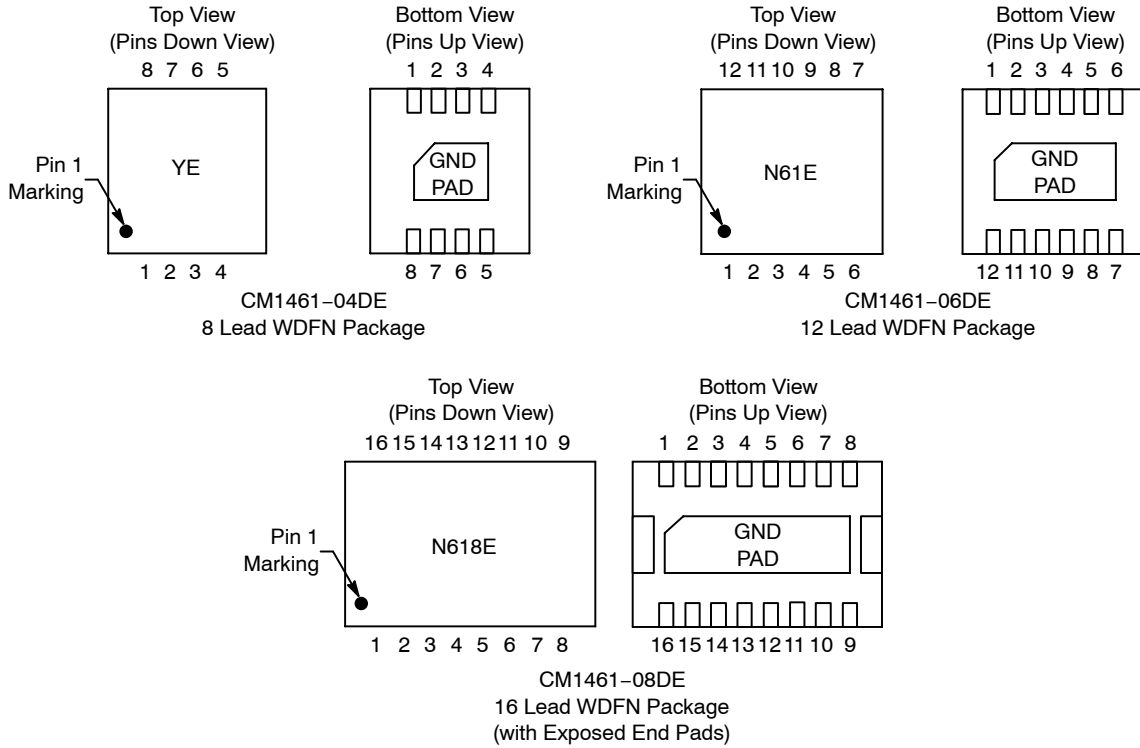 Top View
(Pins Down View)
8 7 6 5
Pin 1
Marking
YE
1 2 3 4
Bottom View
(Pins Up View)
1 2 3 4
GND
PAD
8 7 6 5
CM1461–04DE
8 Lead WDFN Package
Top View
(Pins Down View)
12 11 10 9 8 7
Pin 1
Marking
N61E
1 2 3 4 5 6
Bottom View
(Pins Up View)
1 2 3 4 5 6
GND
PAD
12 11 10 9 8 7
CM1461–06DE
12 Lead WDFN Package
Top View
(Pins Down View)
16 15 14 13 12 11 10 9
Pin 1
Marking
N618E
1 2 3 4 5 6 7 8
Bottom View
(Pins Up View)
1 2 3 4 5 6 7 8
GND
PAD
16 15 14 13 12 11 10 9
CM1461–08DE
16 Lead WDFN Package
(with Exposed End Pads)